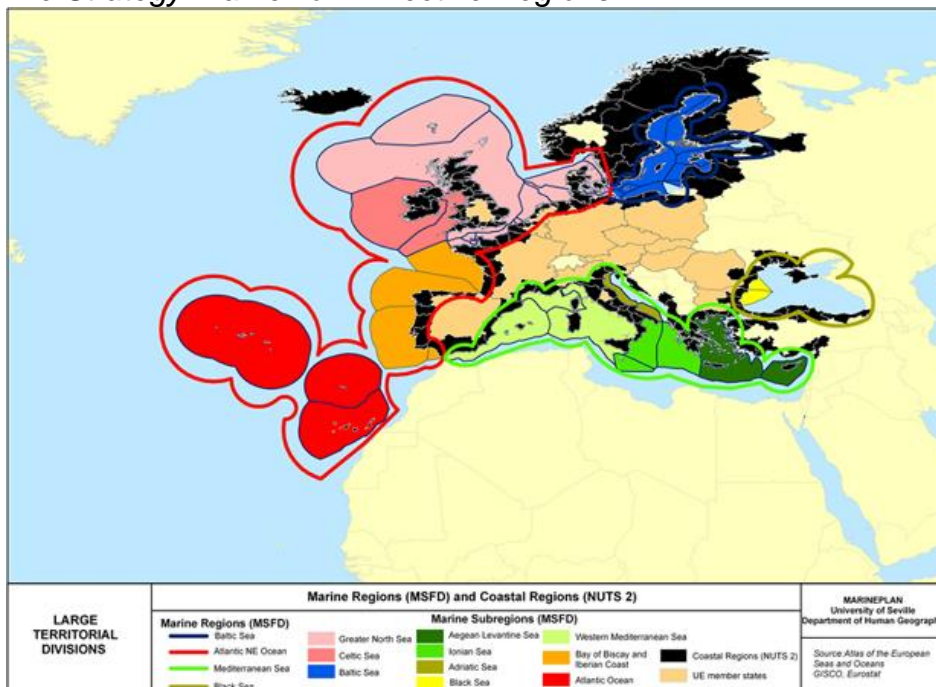 LARGE
TERRITORIAL
DIVISIONS
Marine Regions (MSFD) and Coastal Regions (NUTS 2)
Marine Regions (MSFD)
Baltic Sea
Atlantic NE Ocean
Mediterranean Sea
Black Sea
Marine Subregions (MSFD)
Greater North Sea
Celtic Sea
Baltic Sea
Aegean Levantine Sea
Ionian Sea
Adriatic Sea
Black Sea
Western Mediterranean Sea
Bay of Biscay and
Iberian Coast
Atlantic Ocean
Coastal Regions (NUTS 2)
UE member states
MARINEPLAN
University of Seville
Department of Human Geograph
Source Atlas of the European
Seas and Oceans
GISCO, Eurostat